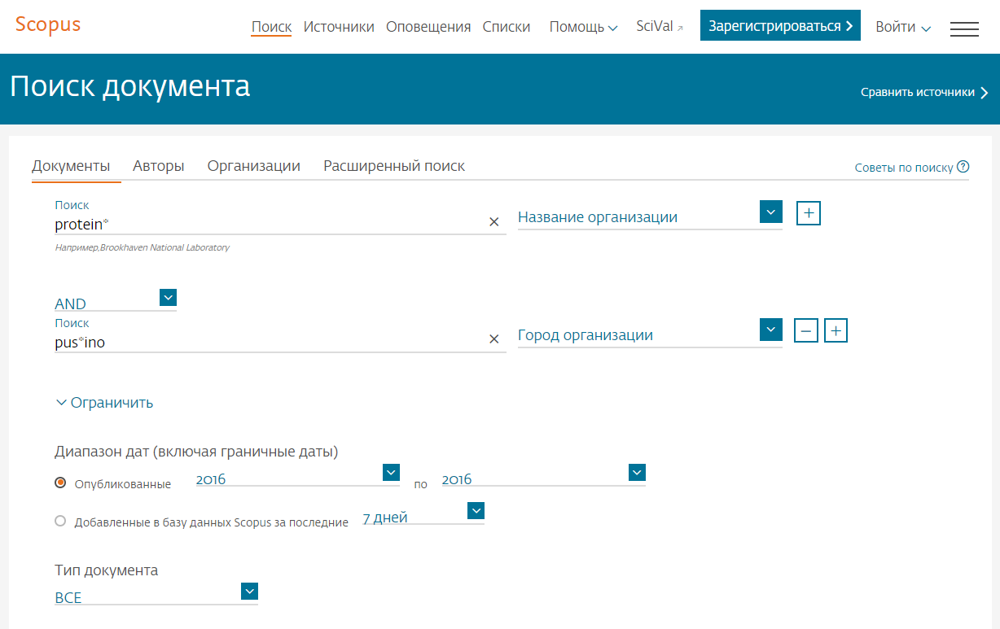 Scopus
Поиск Источники Оповещения Списки Помощь SciVal Зарегистрироваться Войти
Поиск документа
Сравнить источники
Документы Авторы Организации Расширенный поиск
Советы по поиску
Поиск
protein*
Название организации
Например,Brookhaven National Laboratory
AND
Поиск
pus*ino
Город организации
Ограничить
Диапазон дат (включая граничные даты)
Опубликованные 2016 по 2016
Добавленные в базу данных Scopus за последние 7 дней
Тип документа
ВСЕ